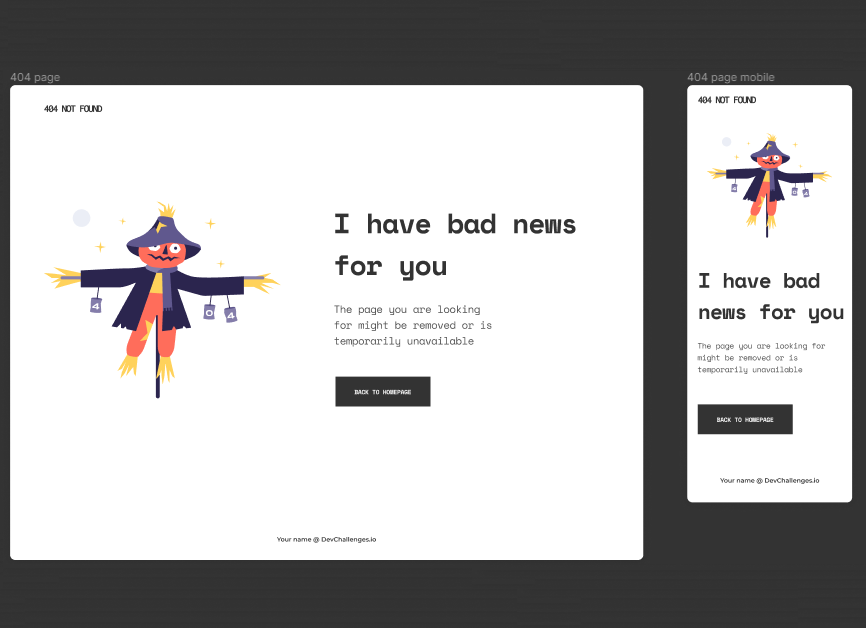 404 page
404 NOT FOUND
4
0
4
I have bad news
for you
The page you are looking
for might be removed or is
temporarily unavailable
BACK TO HOMEPAGE
Your name @ DevChallenges.io
404 page mobile
404 NOT FOUND
4
0
4
I have bad
news for you
The page you are looking for
might be removed or is
temporarily unavailable
BACK TO HOMEPAGE
Your name @ DevChallenges.io